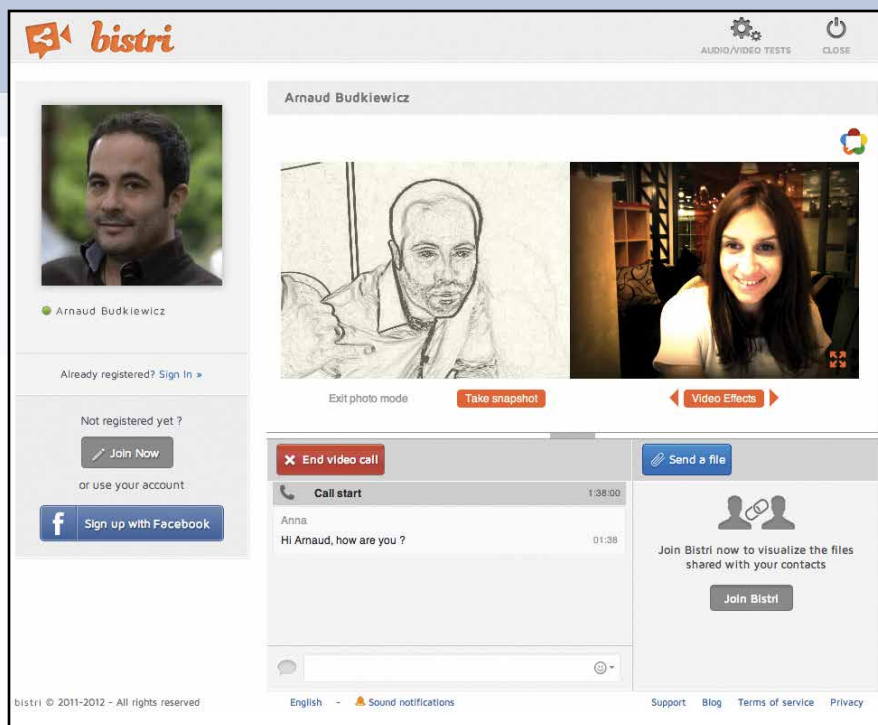 bistri
AUDIO/VIDEO TESTS
CLOSE
Arnaud Budkiewicz
Arnaud Budkiewicz
Already registered? Sign In »
Not registered yet ?
Join Now
or use your account
f Sign up with Facebook
Exit photo mode
Take snapshot
Video Effects
End video call
Send a file
Call start 1:38:00
Anna
Hi Arnaud, how are you ? 01:38
Join Bistri now to visualize the files
shared with your contacts
Join Bistri
bistri © 2011-2012 - All rights reserved
English - Sound notifications
Support Blog Terms of service Privacy